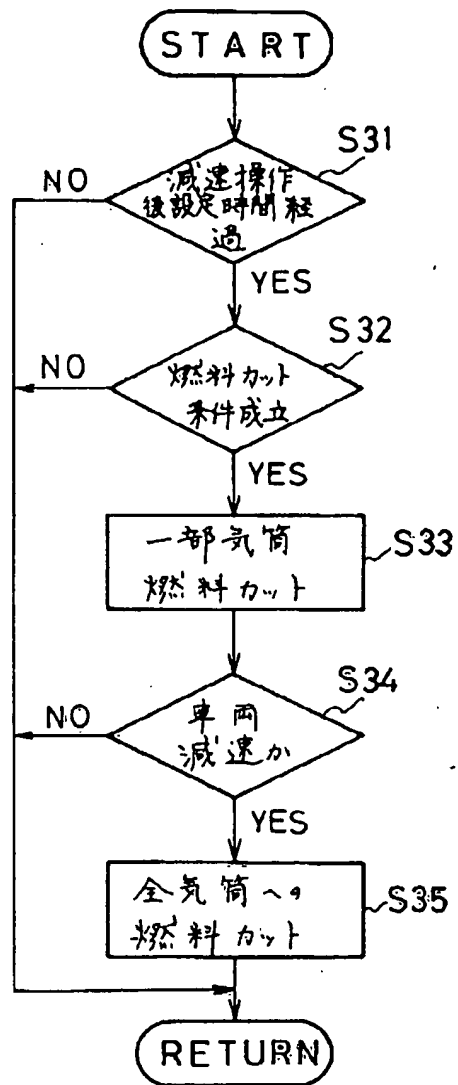 START
S31
減速操作
後設定時間経
過
NO
YES
S32
燃料カット
条件成立
NO
YES
一部気筒
燃料カット
S33
S34
車両
減速か
NO
YES
全気筒への
燃料カット
S35
RETURN